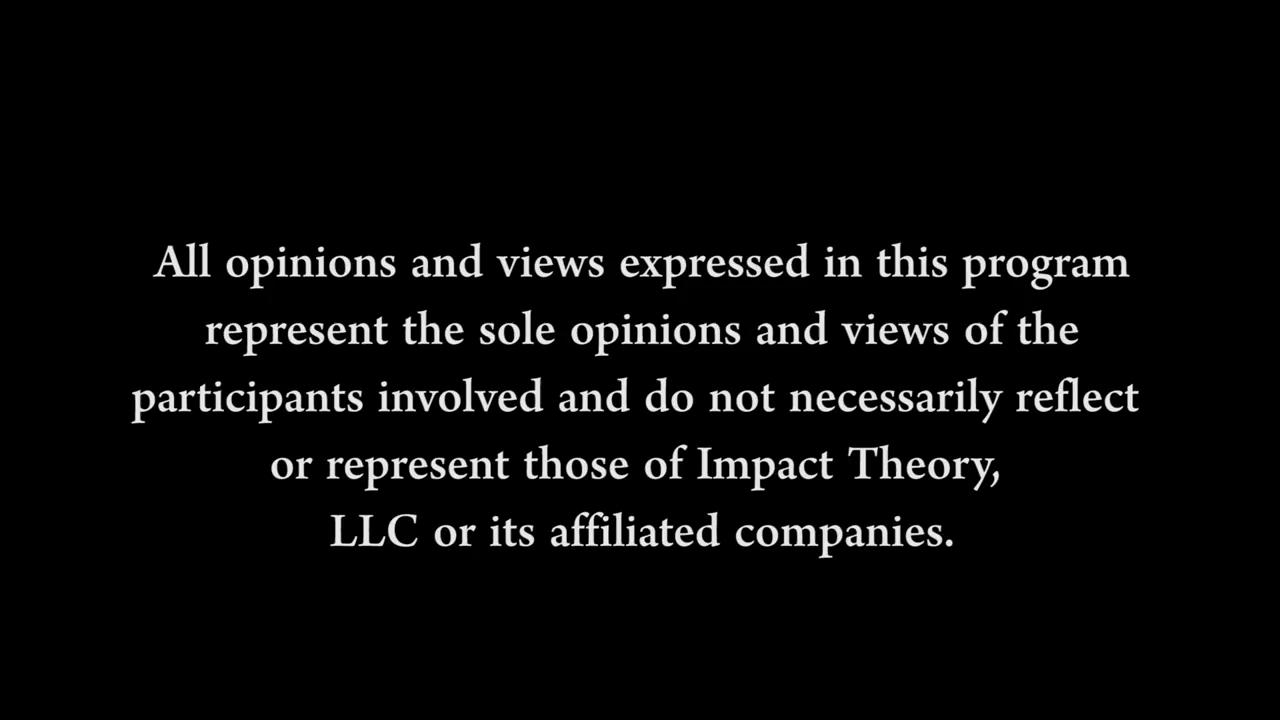 All opinions and views expressed in this program
represent the sole opinions and views of the
participants involved and do not necessarily reflect
or represent those of Impact Theory,
LLC or its affiliated companies.